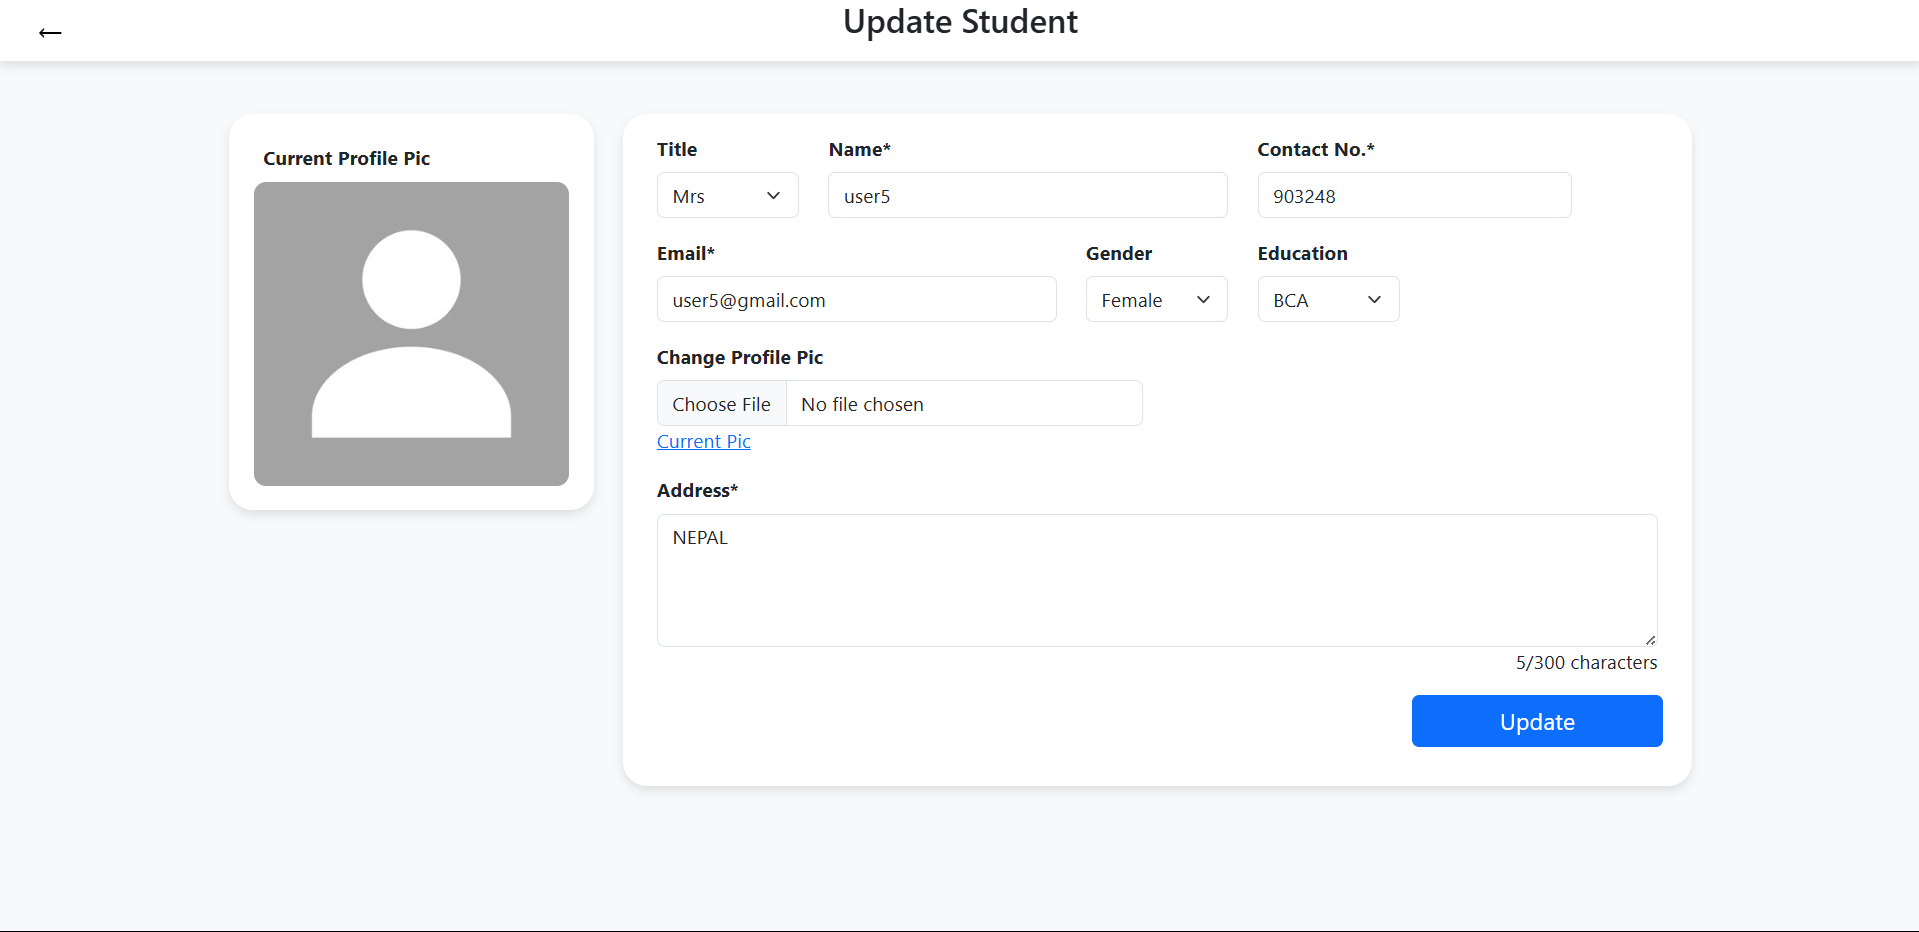 ←
Update Student
Current Profile Pic
Title
Name*
Contact No.*
Mrs
user5
903248
Email*
Gender
Education
user5@gmail.com
Female
BCA
Change Profile Pic
Choose File
No file chosen
Current Pic
Address*
NEPAL
5/300 characters
Update